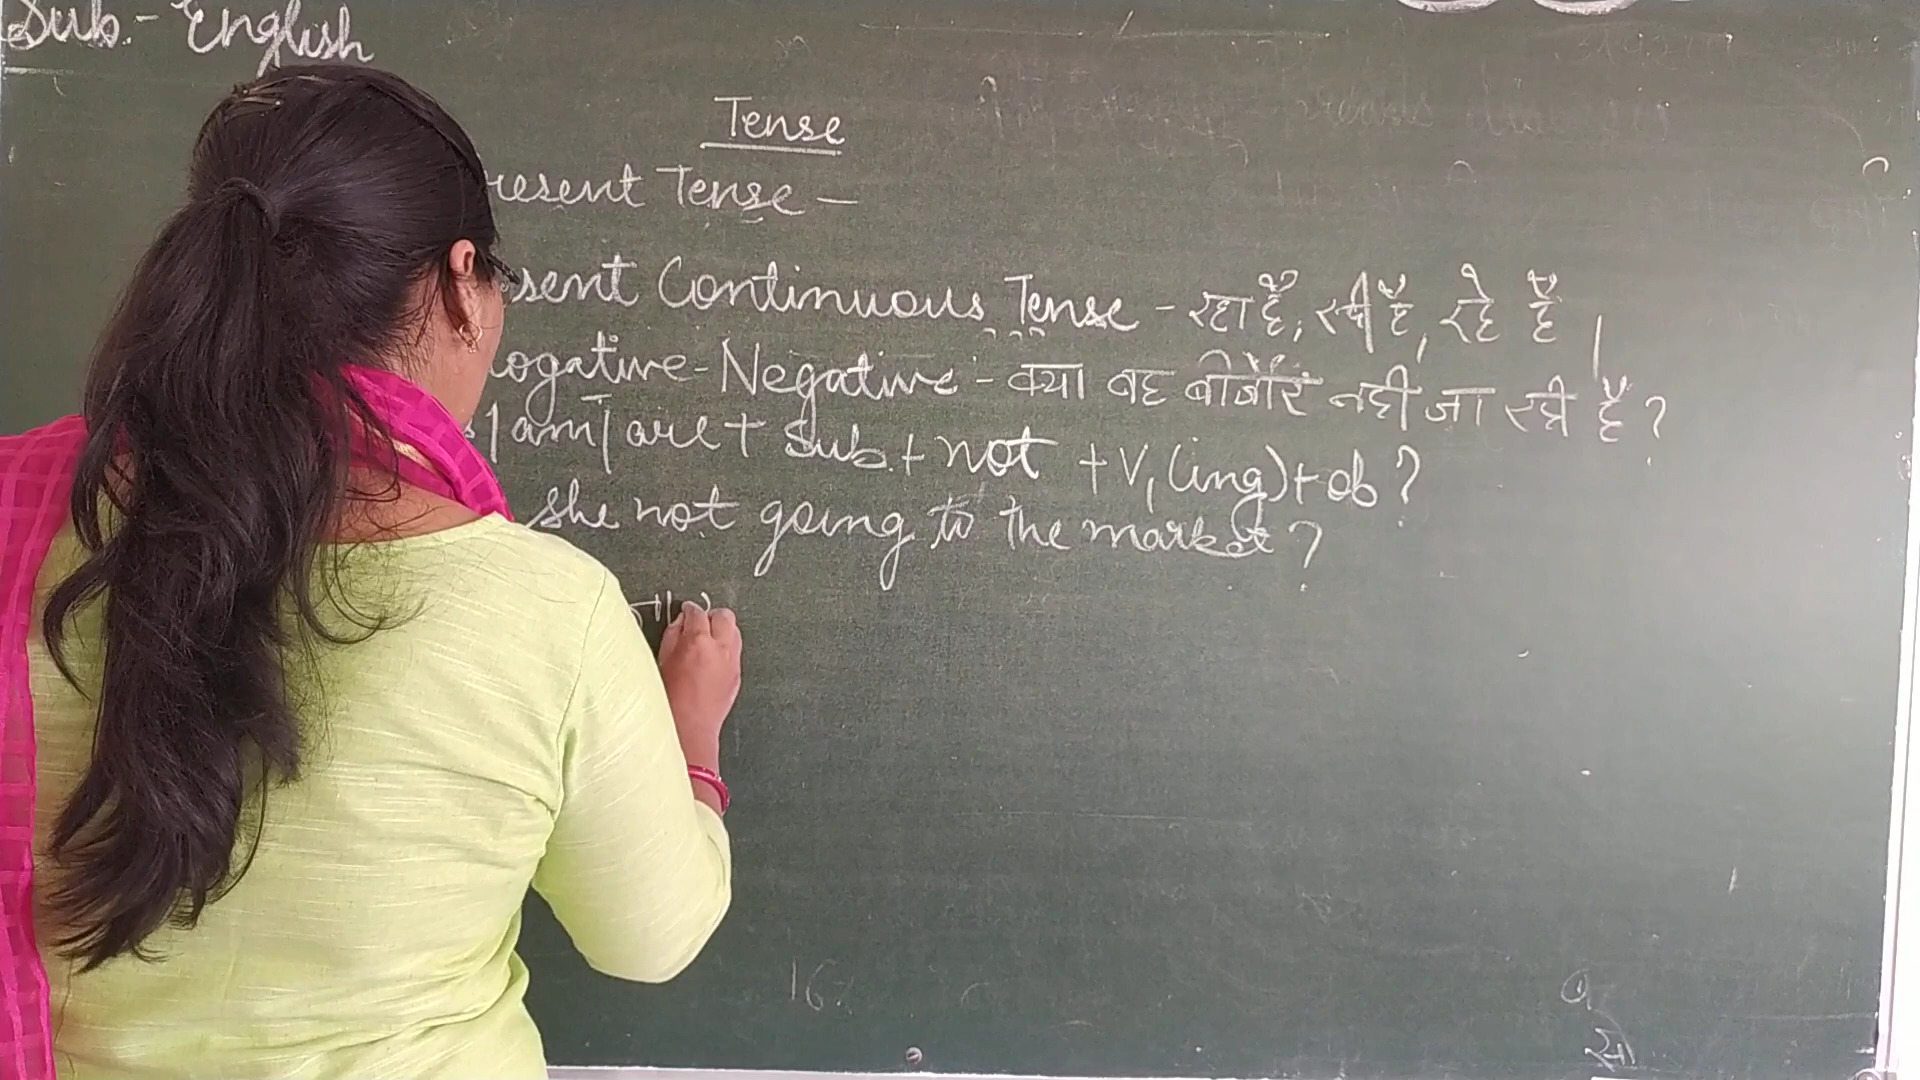 Sub.- English
Tense
resent Tense -
sent Continuous Tense - रहा है, रही है, रहे हैं।
rogative-Negative - क्या वह बाजार नही जा रही है?
|am|are + sub + not + V₁(ing)+ob?
she not going to the market?
16